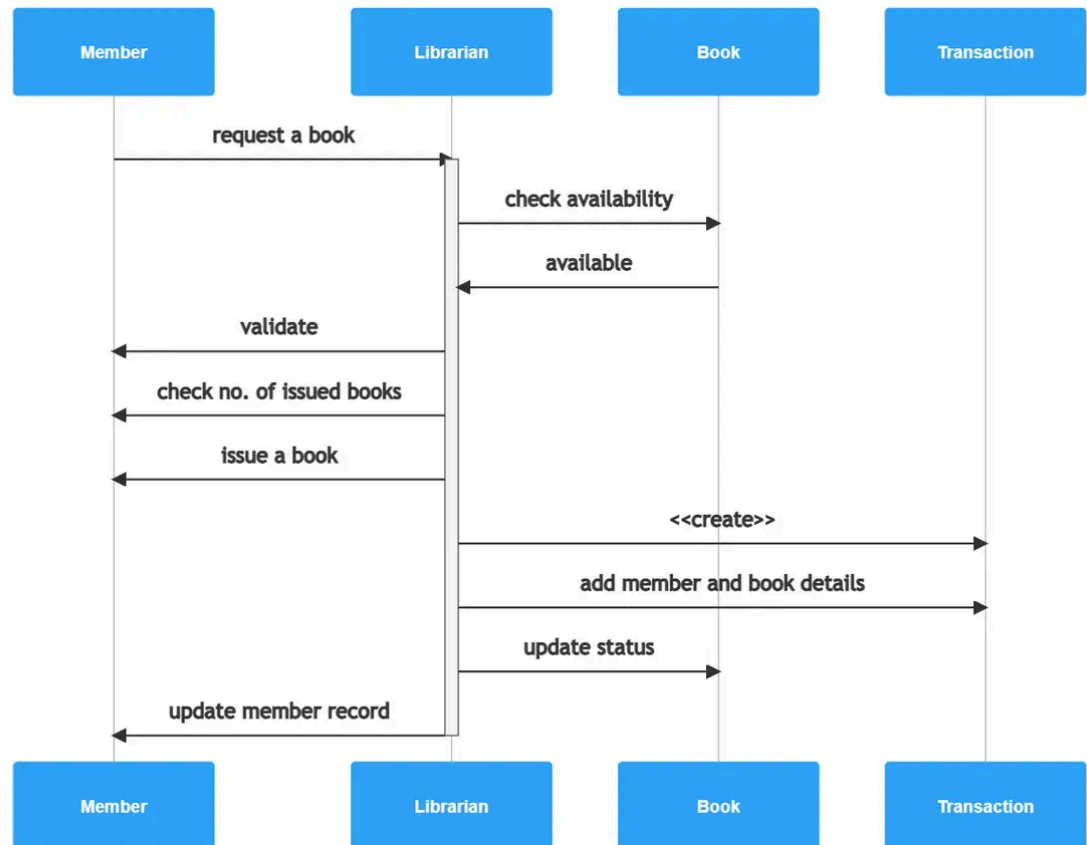 Member
Librarian
Book
Transaction
request a book
check availability
available
validate
check no. of issued books
issue a book
<<create>>
add member and book details
update status
update member record
Member
Librarian
Book
Transaction